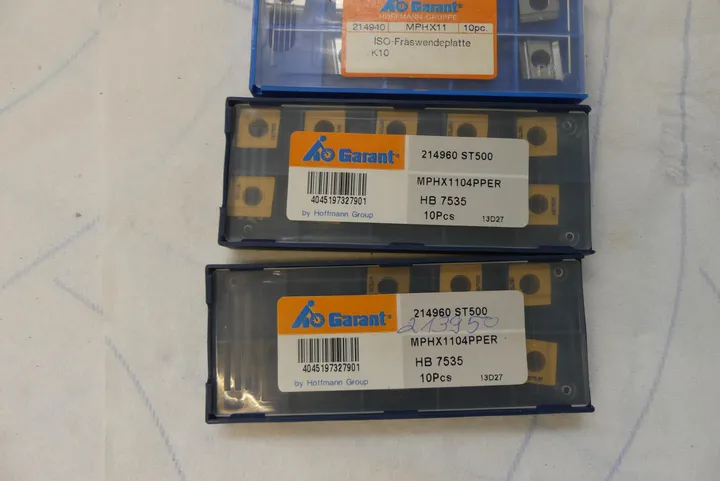 Garant
HOFFMANN-GRUPPE
214940 MPHX11 10pc.
ISO-Fräswendeplatte
K10
Garant
214960 ST500
MPHX1104PPER
4045197327901
HB 7535
by Hoffmann Group
10Pcs 13D27
Garant
214960 ST500
213950
MPHX1104PPER
4045197327901
HB 7535
by Hoffmann Group
10Pcs 13D27